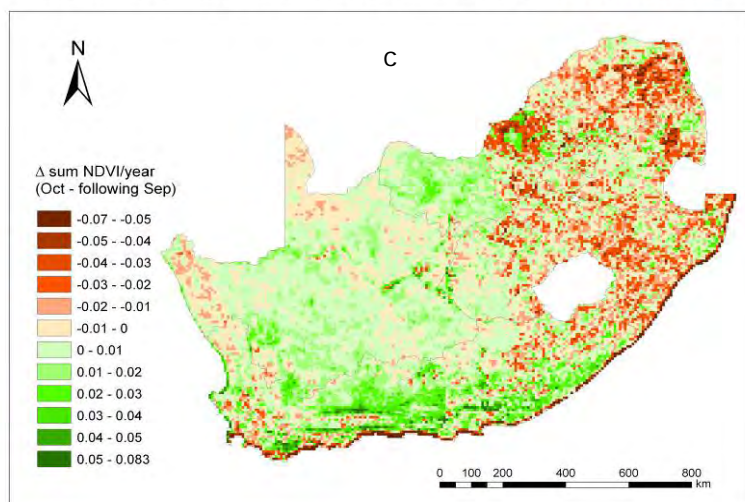 C
N
Δ sum NDVI/year
(Oct - following Sep)
-0.07 - -0.05
-0.05 - -0.04
-0.04 - -0.03
-0.03 - -0.02
-0.02 - -0.01
-0.01 - 0
0 - 0.01
0.01 - 0.02
0.02 - 0.03
0.03 - 0.04
0.04 - 0.05
0.05 - 0.083
0 50 100 200 400 600 800
km